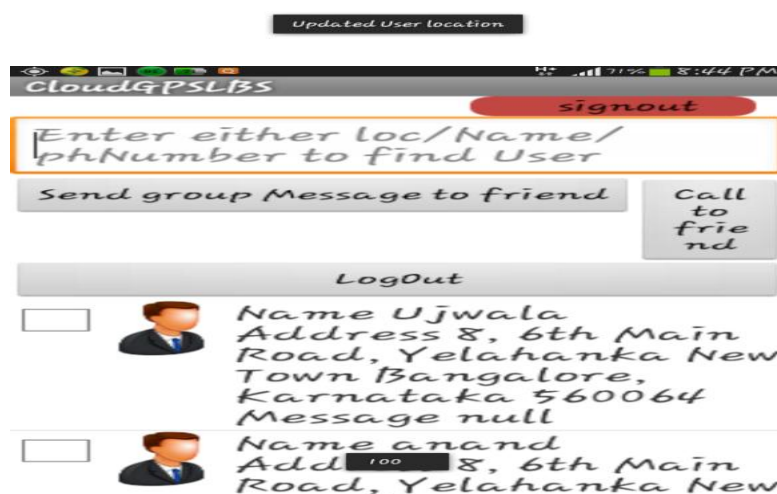 Updated User location
H+ 71% 8:44 PM
CloudGPSLBS
signout
Enter either loc/Name/
phNumber to find User
Send group Message to friend
Call
to
frie
nd
LogOut
Name Ujwala
Address 8, 6th Main
Road, Yelahanka New
Town Bangalore,
Karnataka 560064
Message null
Name anand
Add 100 8, 6th Main
Road, Yelahanka New